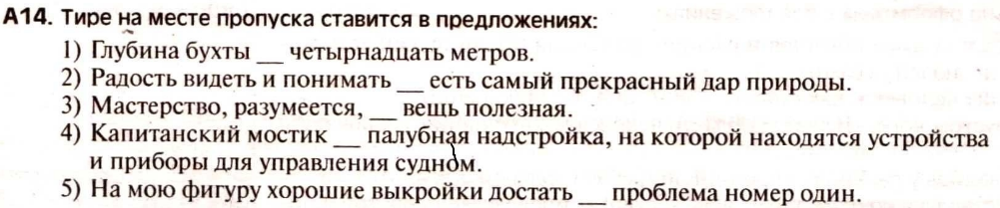 А14. Тире на месте пропуска ставится в предложениях:
1) Глубина бухты __ четырнадцать метров.
2) Радость видеть и понимать __ есть самый прекрасный дар природы.
3) Мастерство, разумеется, __ вещь полезная.
4) Капитанский мостик __ палубная надстройка, на которой находятся устройства
и приборы для управления судном.
5) На мою фигуру хорошие выкройки достать __ проблема номер один.